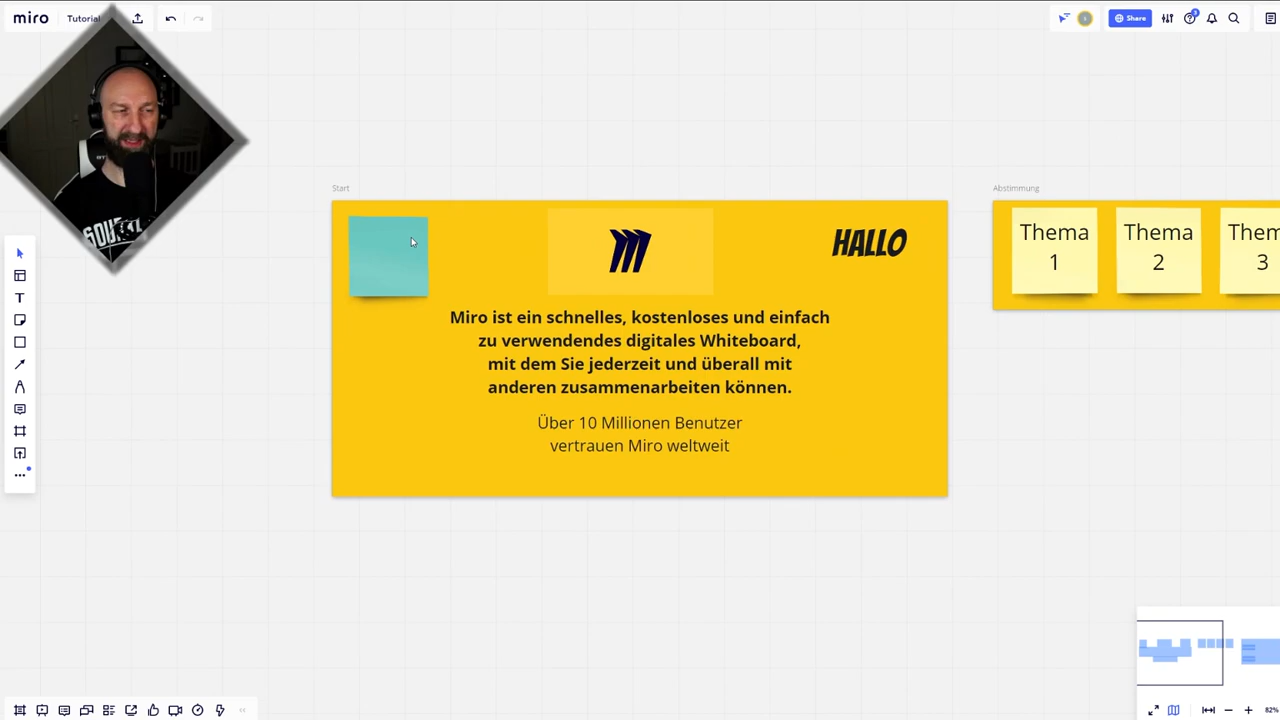 miro
Tutorial
Share
Start
Abstimmung
HALLO
Thema
1
Thema
2
Them
3
Miro ist ein schnelles, kostenloses und einfach
zu verwendendes digitales Whiteboard,
mit dem Sie jederzeit und überall mit
anderen zusammenarbeiten können.
Über 10 Millionen Benutzer
vertrauen Miro weltweit
82%